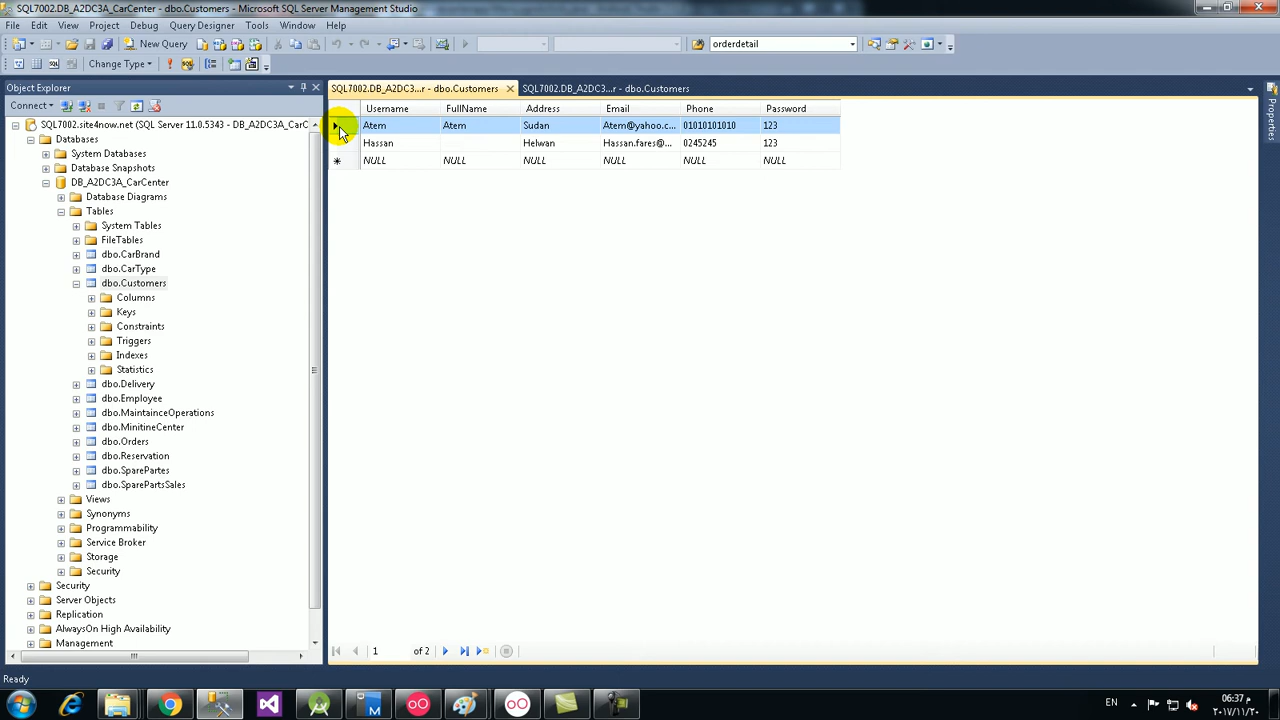 SQL7002.DB_A2DC3A_CarCenter - dbo.Customers - Microsoft SQL Server Management Studio
File Edit View Project Debug Query Designer Tools Window Help
New Query orderdetail
Change Type
Object Explorer
SQL7002.DB_A2DC3...r - dbo.Customers SQL7002.DB_A2DC3...r - dbo.Customers
Connect
Properties
SQL7002.site4now.net (SQL Server 11.0.5343 - DB_A2DC3A_CarC
Databases
System Databases
Database Snapshots
DB_A2DC3A_CarCenter
Database Diagrams
Tables
System Tables
FileTables
dbo.CarBrand
dbo.CarType
dbo.Customers
Columns
Keys
Constraints
Triggers
Indexes
Statistics
dbo.Delivery
dbo.Employee
dbo.MaintainceOperations
dbo.MinitineCenter
dbo.Orders
dbo.Reservation
dbo.SparePartes
dbo.SparePartsSales
Views
Synonyms
Programmability
Service Broker
Storage
Security
Security
Server Objects
Replication
AlwaysOn High Availability
Management
Username FullName Address Email Phone Password
Atem Atem Sudan Atem@yahoo.c... 01010101010 123
Hassan Helwan Hassan.fares@... 0245245 123
NULL NULL NULL NULL NULL NULL
1 of 2
Ready
EN
06:37 م
٢٠١٧/١١/٢٠